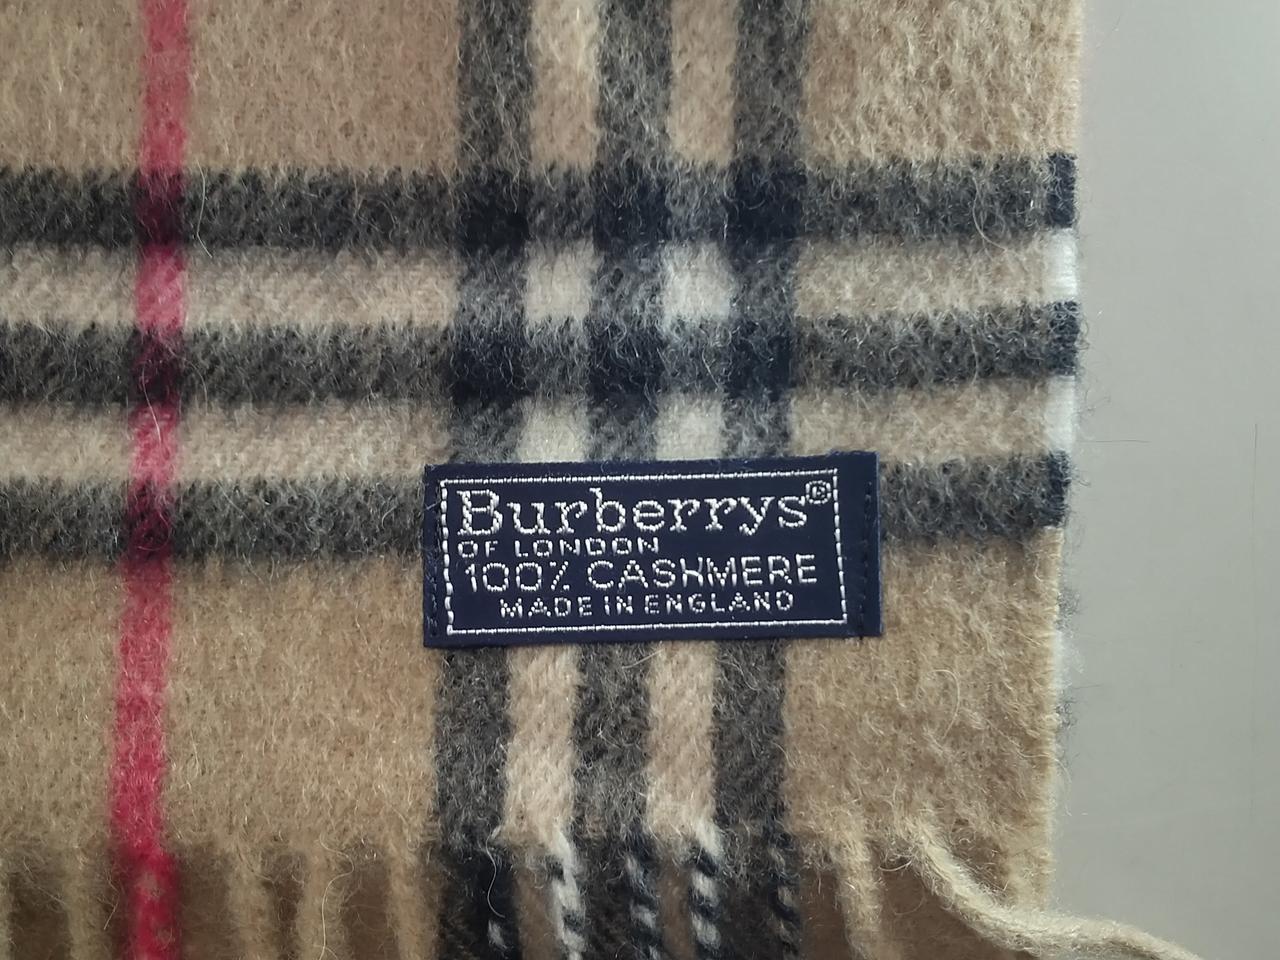 Burberrys®
OF LONDON
100% CASHMERE
MADE IN ENGLAND